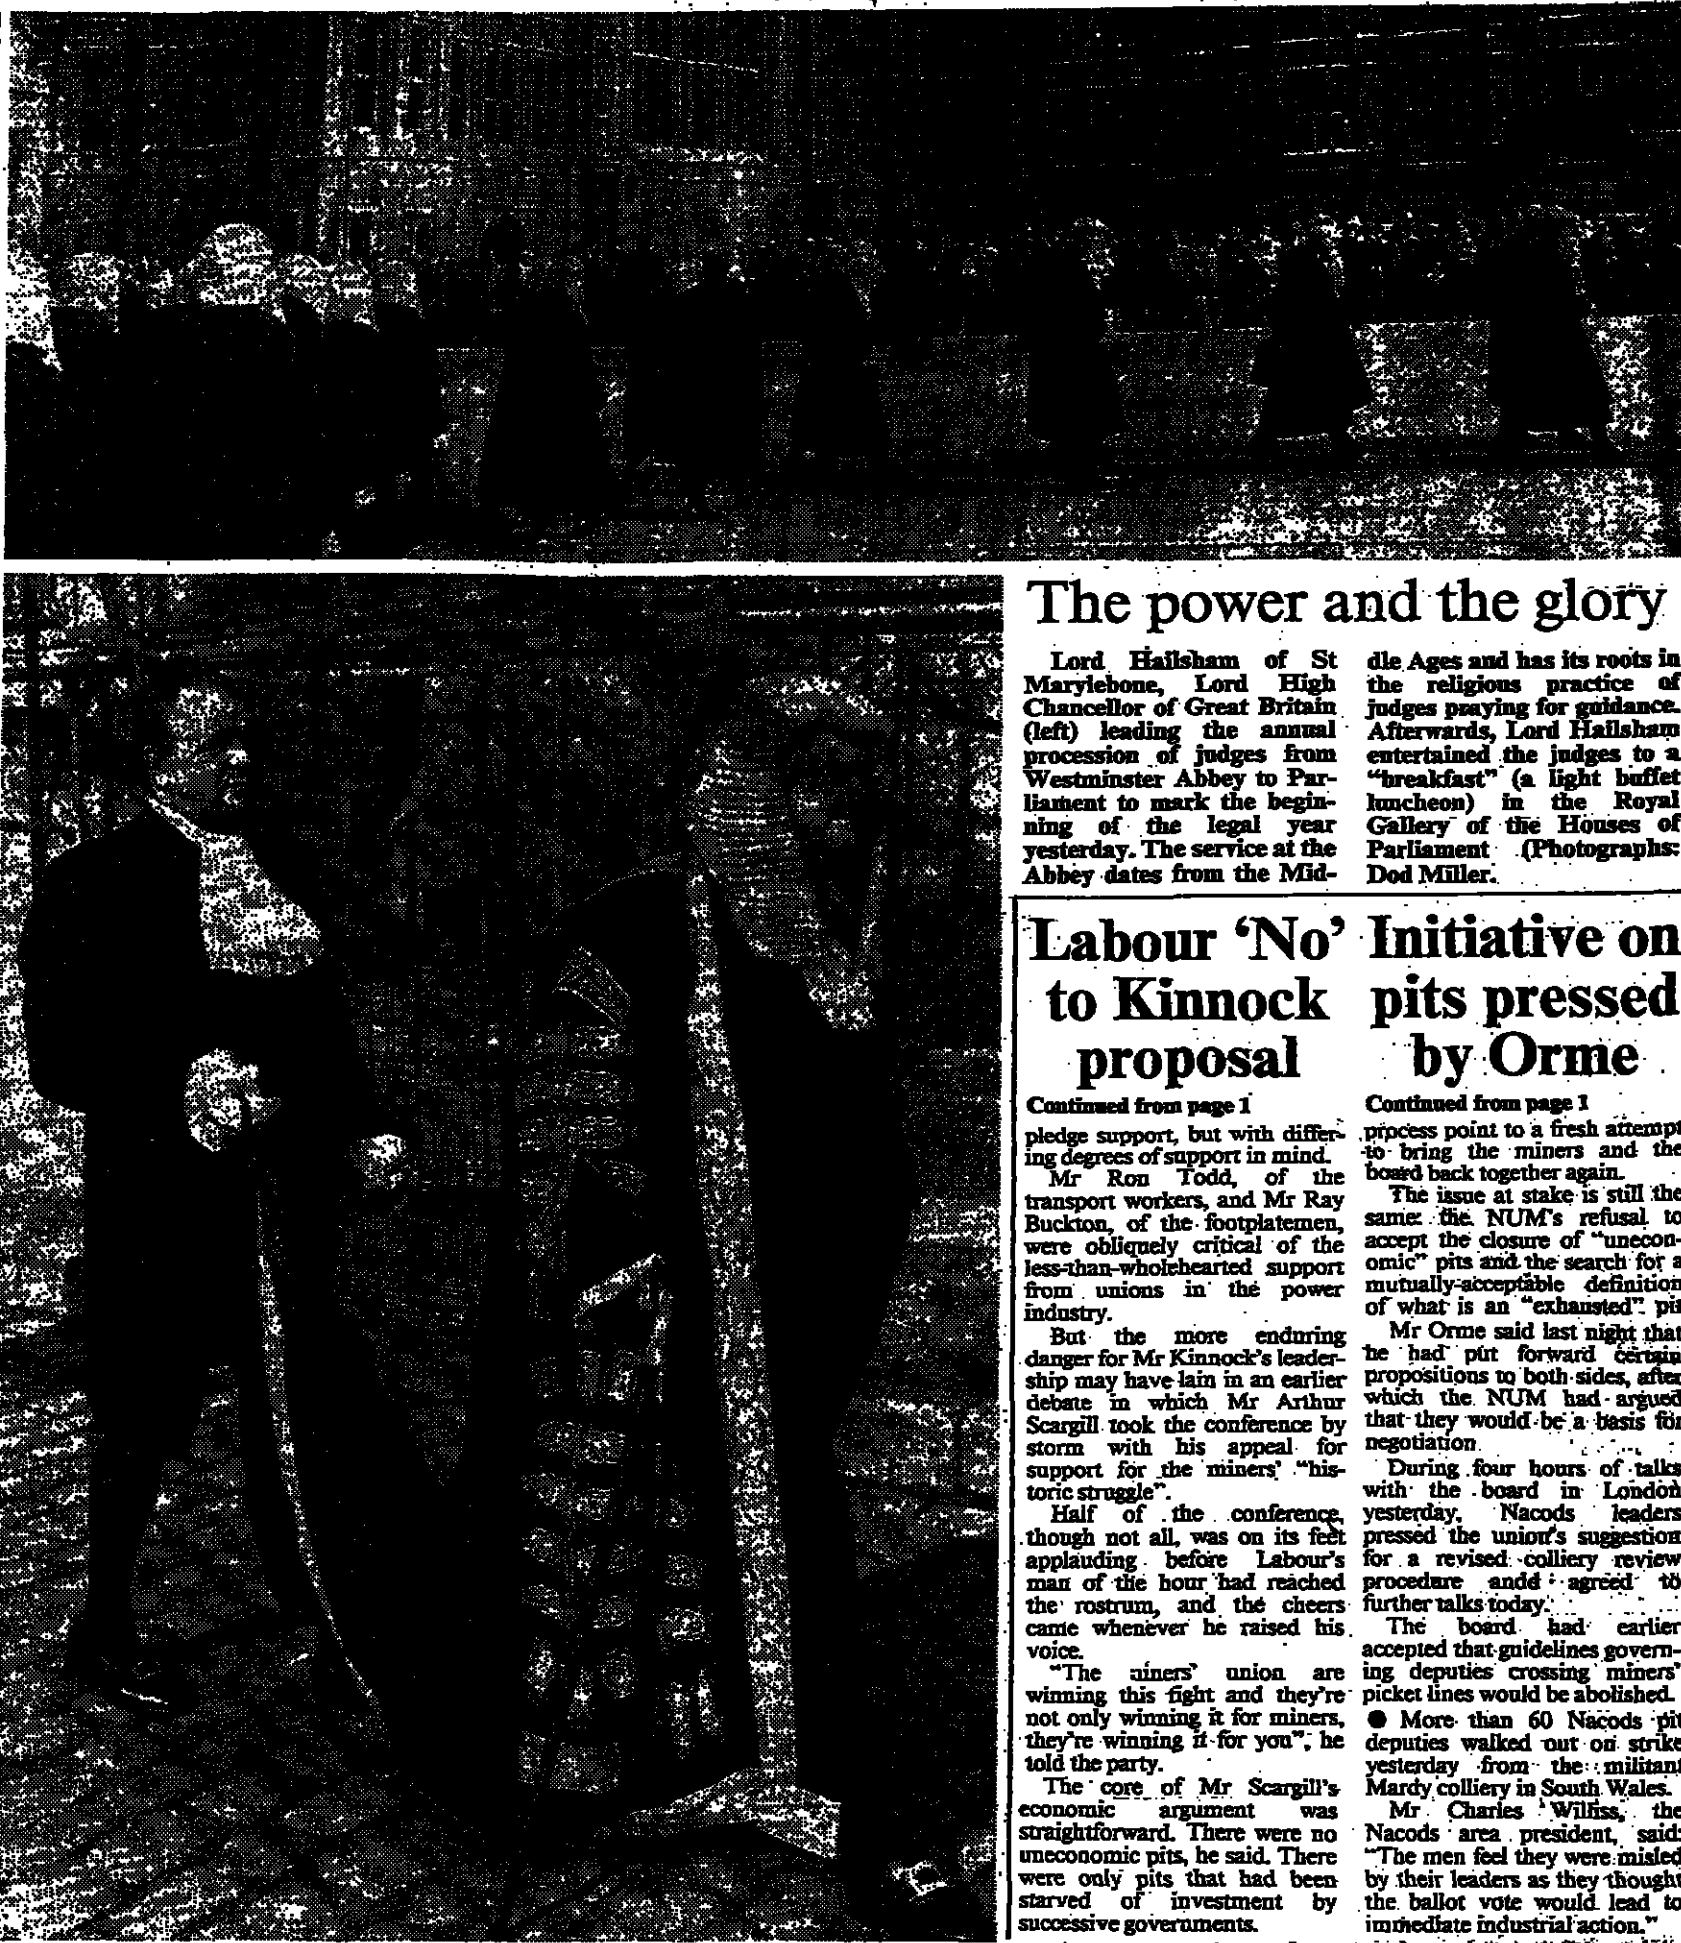 The power and the glory
Lord Hailsham of St
Marylebone, Lord High
Chancellor of Great Britain
(left) leading the annual
procession of judges from
Westminster Abbey to Par-
liament to mark the begin-
ning of the legal year
yesterday. The service at the
Abbey dates from the Mid-
dle Ages and has its roots in
the religious practice of
judges praying for guidance.
Afterwards, Lord Hailsham
entertained the judges to a
"breakfast" (a light buffet
luncheon) in the Royal
Gallery of the Houses of
Parliament (Photographs:
Dod Miller.
Labour 'No'
to Kinnock
proposal
Continued from page 1
pledge support, but with differ-
ing degrees of support in mind.
Mr Ron Todd, of the
transport workers, and Mr Ray
Buckton, of the footplatemen,
were obliquely critical of the
less-than-wholehearted support
from unions in the power
industry.
But the more enduring
danger for Mr Kinnock's leader-
ship may have lain in an earlier
debate in which Mr Arthur
Scargill took the conference by
storm with his appeal for
support for the miners' "his-
toric struggle".
Half of the conference,
though not all, was on its feet
applauding before Labour's
man of the hour had reached
the rostrum, and the cheers
came whenever he raised his
voice.
"The miners' union are
winning this fight and they're
not only winning it for miners,
they're winning it for you", he
told the party.
The core of Mr Scargill's
economic argument was
straightforward. There were no
uneconomic pits, he said. There
were only pits that had been
starved of investment by
successive governments.
Initiative on
pits pressed
by Orme
Continued from page 1
process point to a fresh attempt
to bring the miners and the
board back together again.
The issue at stake is still the
same: the NUM's refusal to
accept the closure of "unecon-
omic" pits and the search for a
mutually-acceptable definition
of what is an "exhausted" pit
Mr Orme said last night that
he had put forward certain
propositions to both sides, after
which the NUM had argued
that they would be a basis for
negotiation.
During four hours of talks
with the board in London
yesterday, Nacods leaders
pressed the union's suggestion
for a revised colliery review
procedure andd agreed to
further talks today.
The board had earlier
accepted that guidelines govern-
ing deputies crossing miners'
picket lines would be abolished.
● More than 60 Nacods pit
deputies walked out on strike
yesterday from the militant
Mardy colliery in South Wales.
Mr Charles the
Nacods area president, said:
"The men feel they were misled
by their leaders as they thought
the ballot vote would lead to
immediate industrial action."